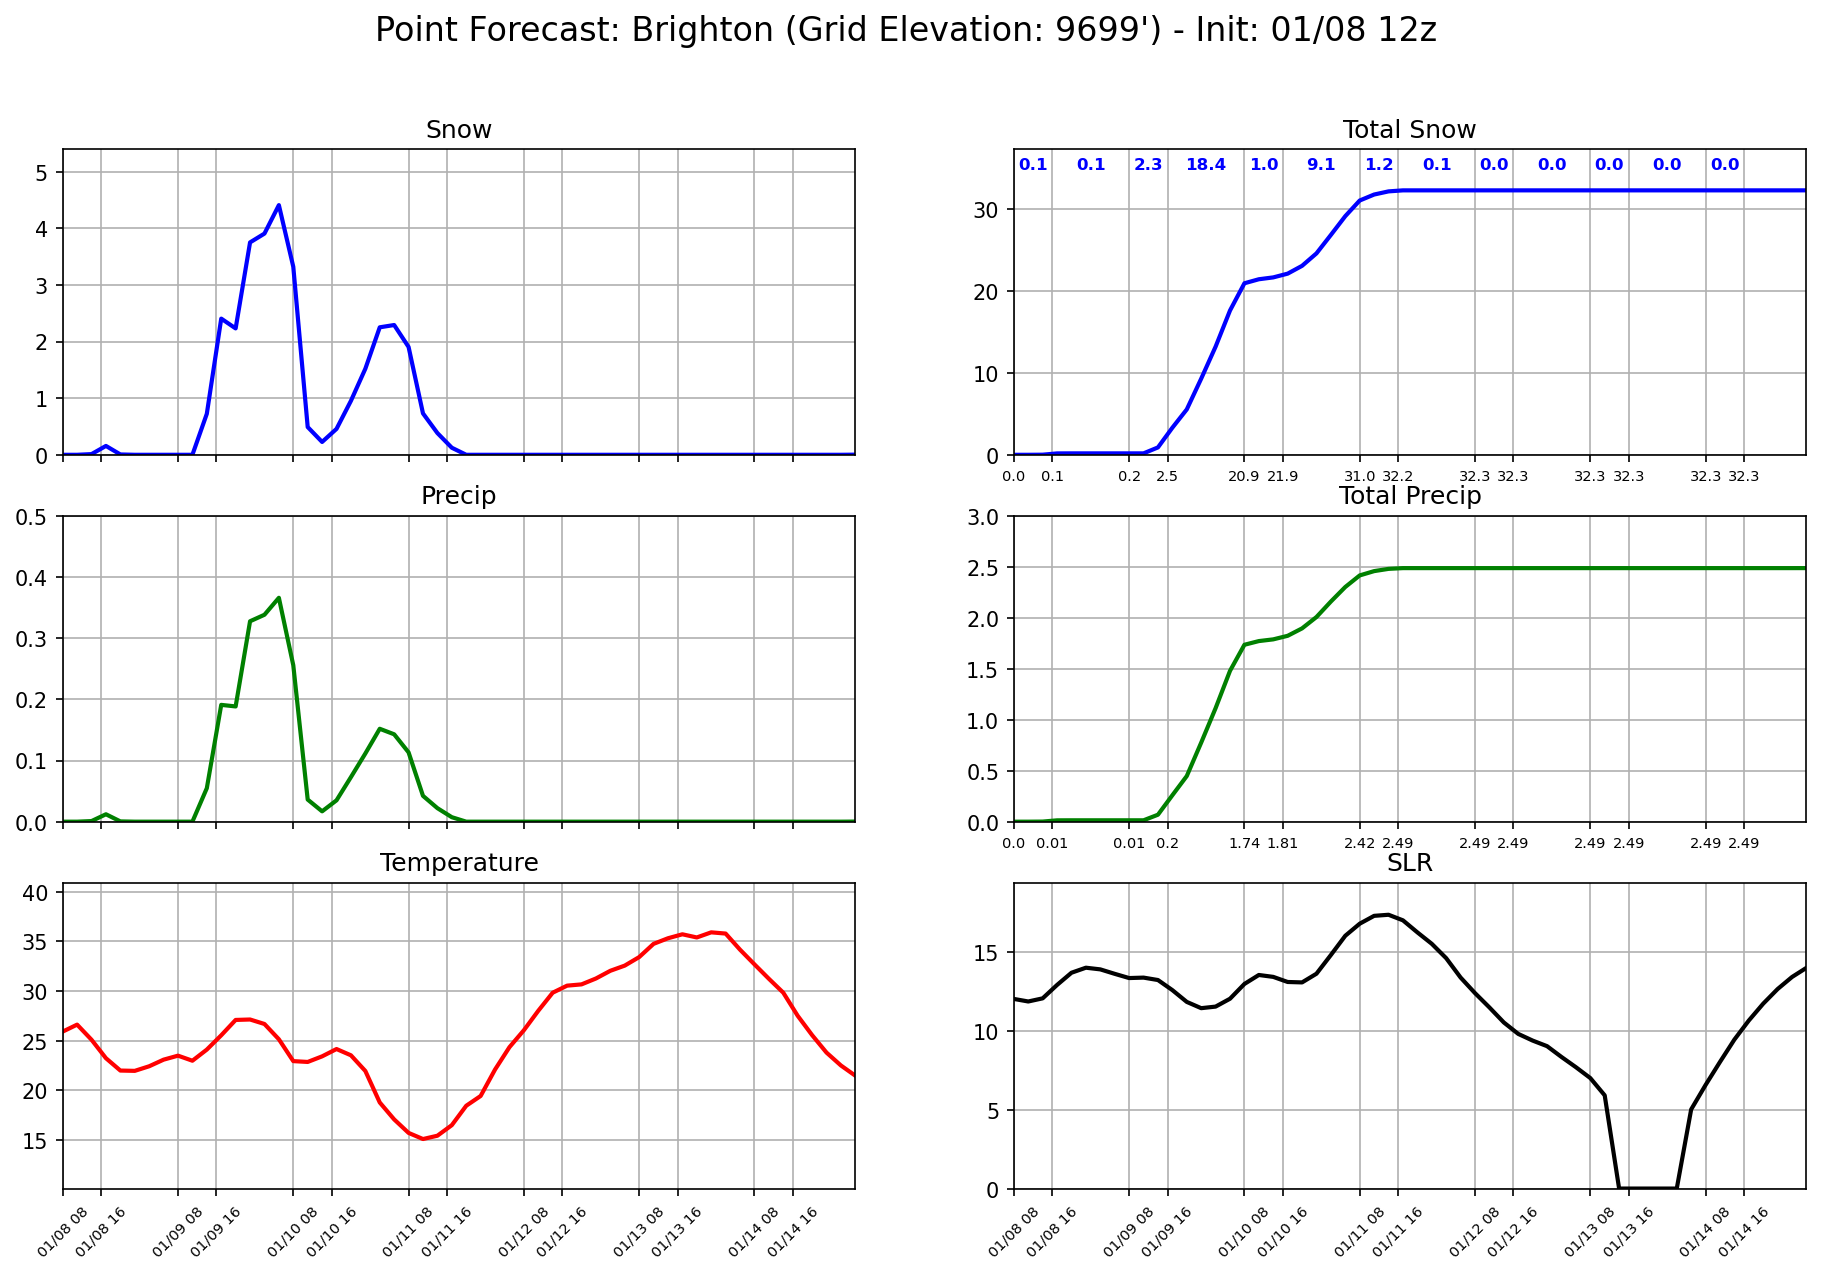 Point Forecast: Brighton (Grid Elevation: 9699') - Init: 01/08 12z
Snow
5
4
3
2
1
0
Total Snow
0.1 0.1 2.3 18.4 1.0 9.1 1.2 0.1 0.0 0.0 0.0 0.0 0.0
30
20
10
0
0.0 0.1 0.2 2.5 20.9 21.9 31.0 32.2 32.3 32.3 32.3 32.3 32.3 32.3
Precip
0.5
0.4
0.3
0.2
0.1
0.0
Total Precip
3.0
2.5
2.0
1.5
1.0
0.5
0.0
0.0 0.01 0.01 0.2 1.74 1.81 2.42 2.49 2.49 2.49 2.49 2.49 2.49 2.49
Temperature
40
35
30
25
20
15
01/08 08 01/08 16 01/09 08 01/09 16 01/10 08 01/10 16 01/11 08 01/11 16 01/12 08 01/12 16 01/13 08 01/13 16 01/14 08 01/14 16
SLR
15
10
5
0
01/08 08 01/08 16 01/09 08 01/09 16 01/10 08 01/10 16 01/11 08 01/11 16 01/12 08 01/12 16 01/13 08 01/13 16 01/14 08 01/14 16